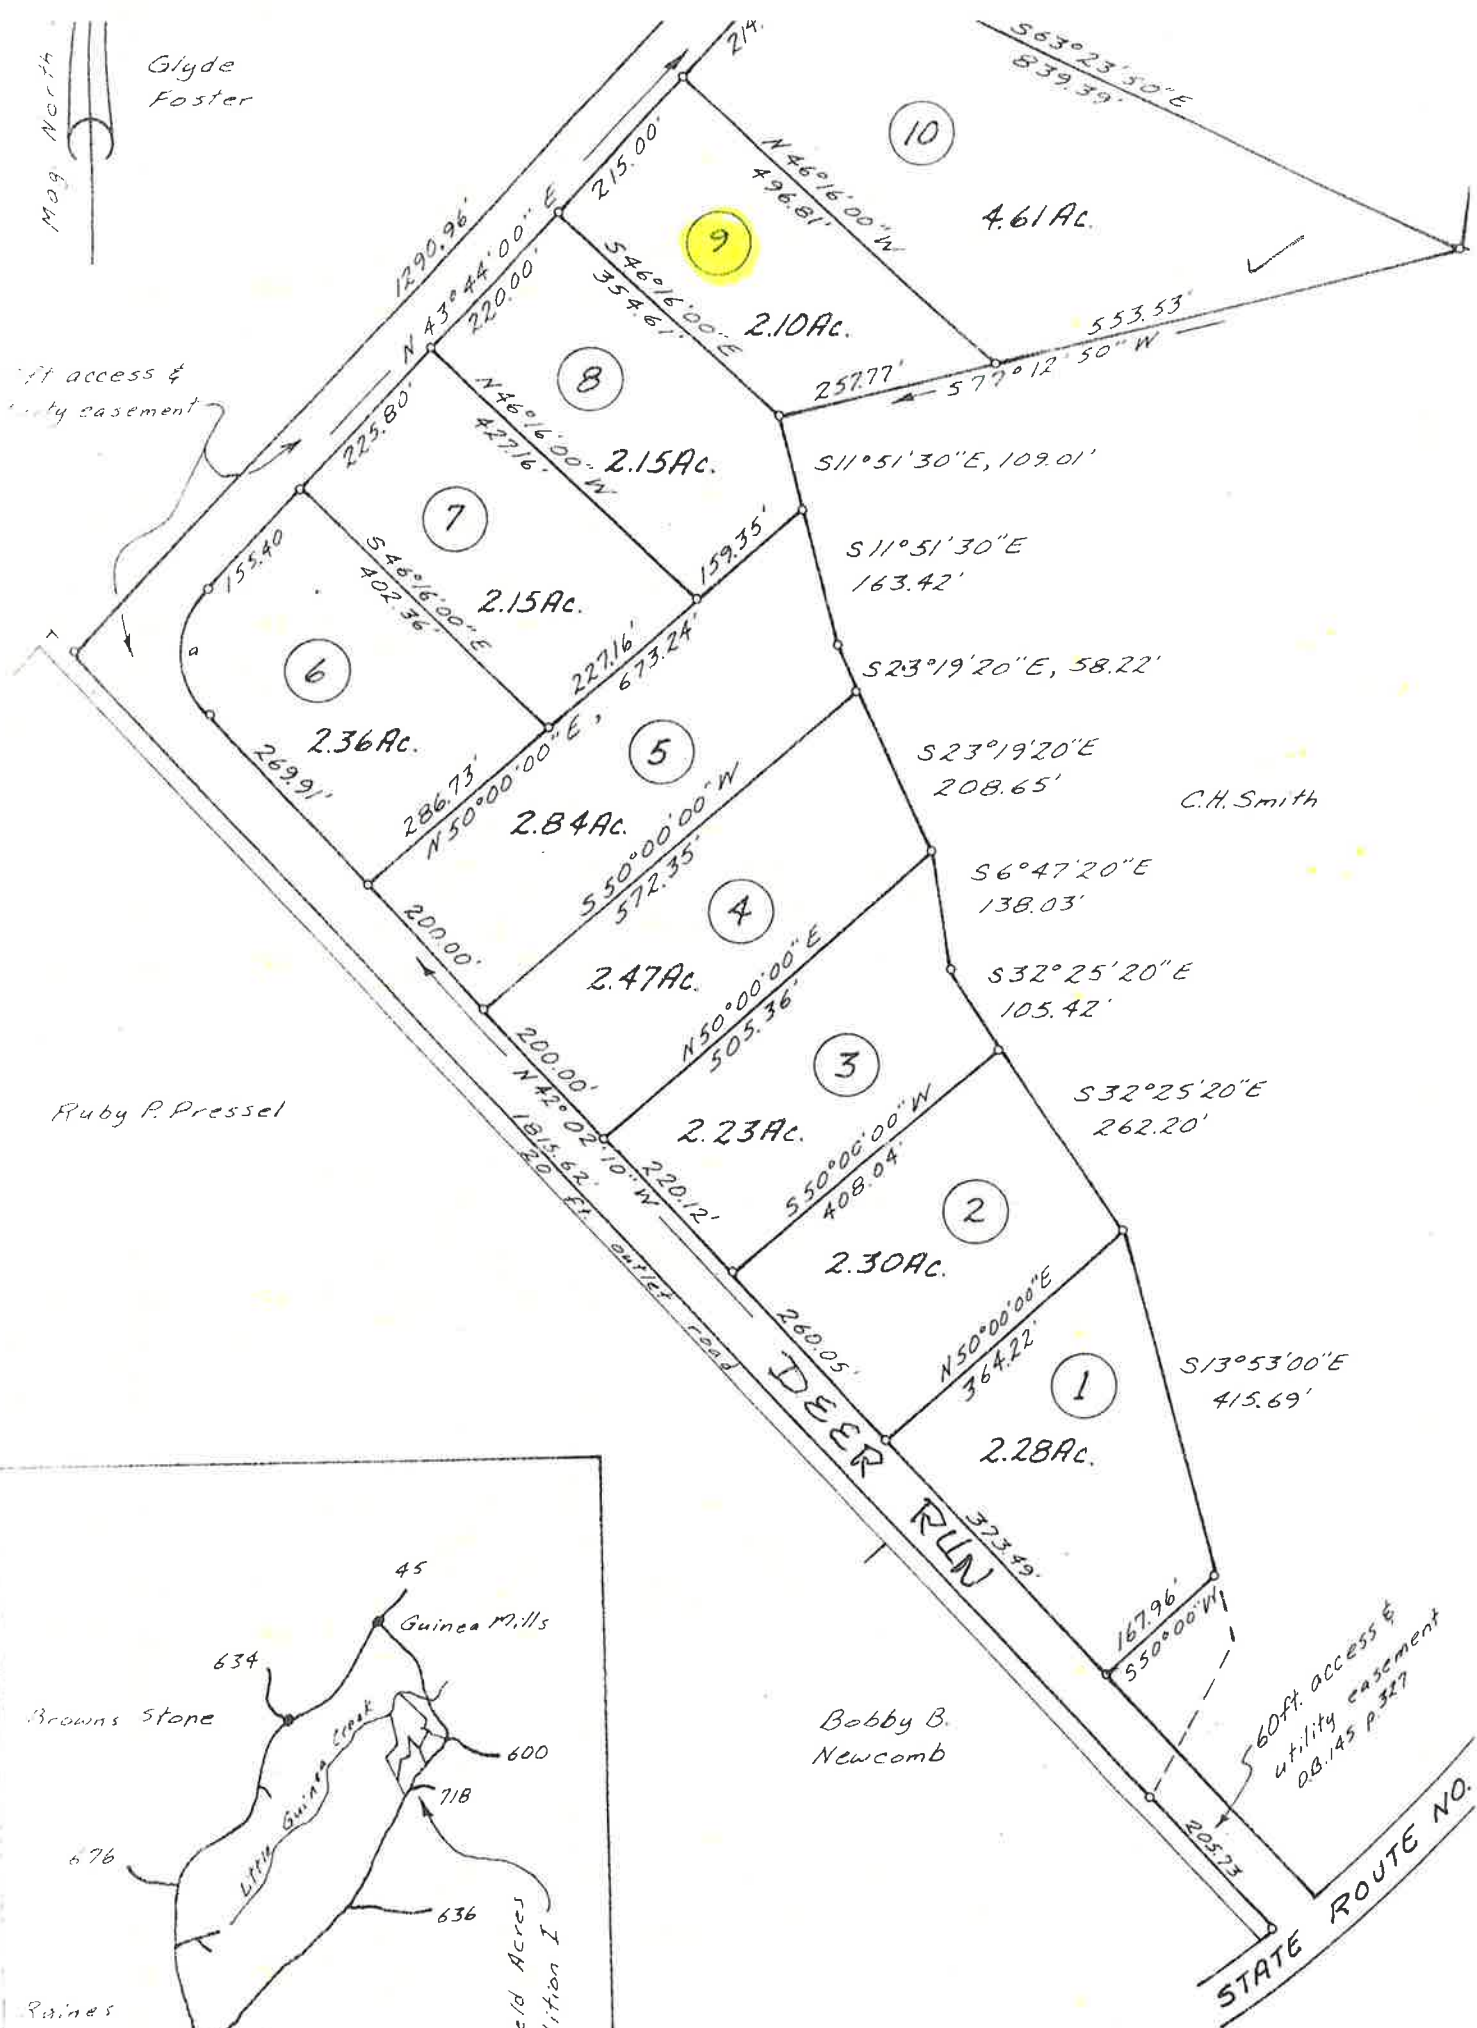 Mag North
Glyde
Foster
214.
S63°23'50"E
839.39'
10
4.61Ac.
N46°16'00"W
496.81'
215.00'
9
2.10Ac.
S46°16'00"E
354.61'
1290.96'
N 43°44'00" E
220.00'
553.53'
S77°12'50"W
257.77'
8
2.15Ac.
N46°16'00"W
427.16'
ft access &
easement
225.80'
S11°51'30"E, 109.01'
7
2.15Ac.
S46°16'00"E
402.36'
159.35'
S11°51'30"E
163.42'
155.40
a
6
2.36Ac.
227.16'
673.24'
N50°00'00"E,
286.73'
S23°19'20"E, 58.22'
269.91'
5
2.84Ac.
S50°00'00"W
572.35'
S23°19'20"E
208.65'
C.H. Smith
200.00'
4
2.47Ac.
N50°00'00"E
505.36'
S6°47'20"E
138.03'
S32°25'20"E
105.42'
200.00'
N42°02'10"W
1815.62'
20 ft. outlet road
Ruby P. Pressel
3
2.23Ac.
S50°00'00"W
408.04'
S32°25'20"E
262.20'
220.12'
2
2.30Ac.
N50°00'00"E
364.22'
260.05'
1
2.28Ac.
S13°53'00"E
415.69'
DEER RUN
373.49'
167.96'
S50°00'W
Bobby B.
Newcomb
60ft. access &
utility easement
D.B.145 P.327
205.73
STATE ROUTE NO.
45
Guinea Mills
634
Browns Store
Little Guinea Creek
600
718
676
636
eld Acres
ition I
Raines